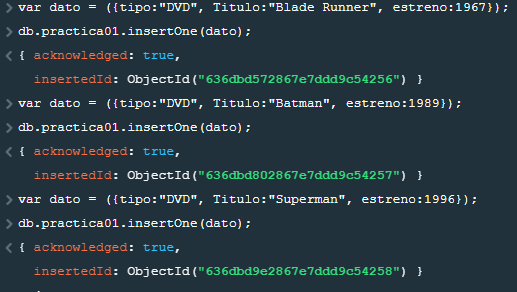 > var dato = ({tipo:"DVD", Titulo:"Blade Runner", estreno:1967});
> db.practica01.insertOne(dato);
< { acknowledged: true,
insertedId: ObjectId("636dbd572867e7ddd9c54256") }
> var dato = ({tipo:"DVD", Titulo:"Batman", estreno:1989});
> db.practica01.insertOne(dato);
< { acknowledged: true,
insertedId: ObjectId("636dbd802867e7ddd9c54257") }
> var dato = ({tipo:"DVD", Titulo:"Superman", estreno:1996});
> db.practica01.insertOne(dato);
< { acknowledged: true,
insertedId: ObjectId("636dbd9e2867e7ddd9c54258") }